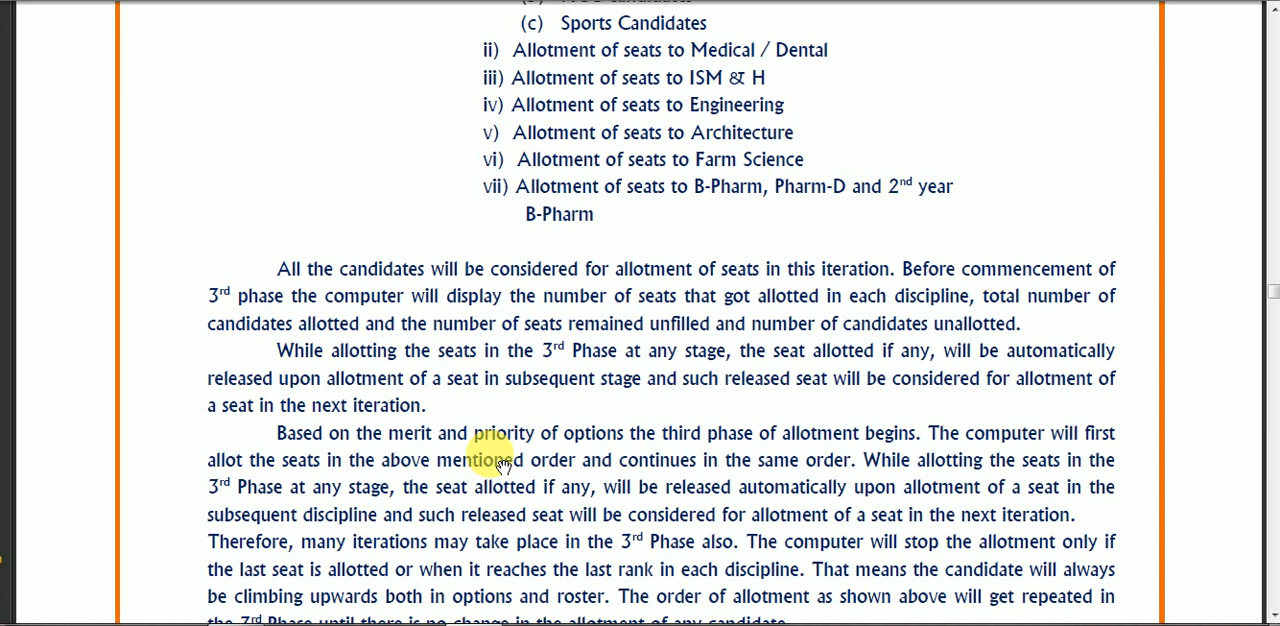 (c) Sports Candidates
ii) Allotment of seats to Medical / Dental
iii) Allotment of seats to ISM & H
iv) Allotment of seats to Engineering
v) Allotment of seats to Architecture
vi) Allotment of seats to Farm Science
vii) Allotment of seats to B-Pharm, Pharm-D and 2nd year
B-Pharm
All the candidates will be considered for allotment of seats in this iteration. Before commencement of
3rd phase the computer will display the number of seats that got allotted in each discipline, total number of
candidates allotted and the number of seats remained unfilled and number of candidates unallotted.
While allotting the seats in the 3rd Phase at any stage, the seat allotted if any, will be automatically
released upon allotment of a seat in subsequent stage and such released seat will be considered for allotment of
a seat in the next iteration.
Based on the merit and priority of options the third phase of allotment begins. The computer will first
allot the seats in the above mentioned order and continues in the same order. While allotting the seats in the
3rd Phase at any stage, the seat allotted if any, will be released automatically upon allotment of a seat in the
subsequent discipline and such released seat will be considered for allotment of a seat in the next iteration.
Therefore, many iterations may take place in the 3rd Phase also. The computer will stop the allotment only if
the last seat is allotted or when it reaches the last rank in each discipline. That means the candidate will always
be climbing upwards both in options and roster. The order of allotment as shown above will get repeated in
the 3rd Phase until there is no change in the allotment of any candidate.